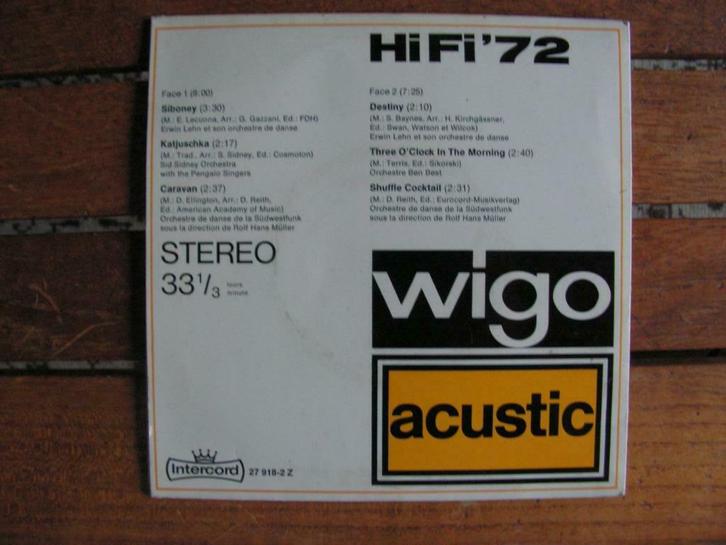 HiFi'72
Face 1 (8:00)
Siboney (3:30)
(M.: E. Lecuona, Arr.: G. Gazzani, Ed.: FDH)
Erwin Lehn et son orchestre de danse
Katjuschka (2:17)
(M.: Trad., Arr.: S. Sidney, Ed.: Cosmoton)
Sid Sidney Orchestra
with the Pengalo Singers
Caravan (2:37)
(M.: D. Ellington, Arr.: D. Reith,
Ed.: American Academy of Music)
Orchestre de danse de la Südwestfunk
sous la direction de Rolf Hans Müller
Face 2 (7:25)
Destiny (2:10)
(M.: S. Baynes, Arr.: H. Kirchgässner,
Ed.: Swan, Watson et Wilcok)
Erwin Lehn et son orchestre de danse
Three O'Clock In The Morning (2:40)
(M.: Terris, Ed.: Sikorski)
Orchestre Ben Best
Shuffle Cocktail (2:31)
(M.: D. Reith, Ed.: Eurocord-Musikverlag)
Orchestre de danse de la Südwestfunk
sous la direction de Rolf Hans Müller
STEREO
33 1/3 tours
minute
wigo
acustic
Intercord 27 918-2 Z